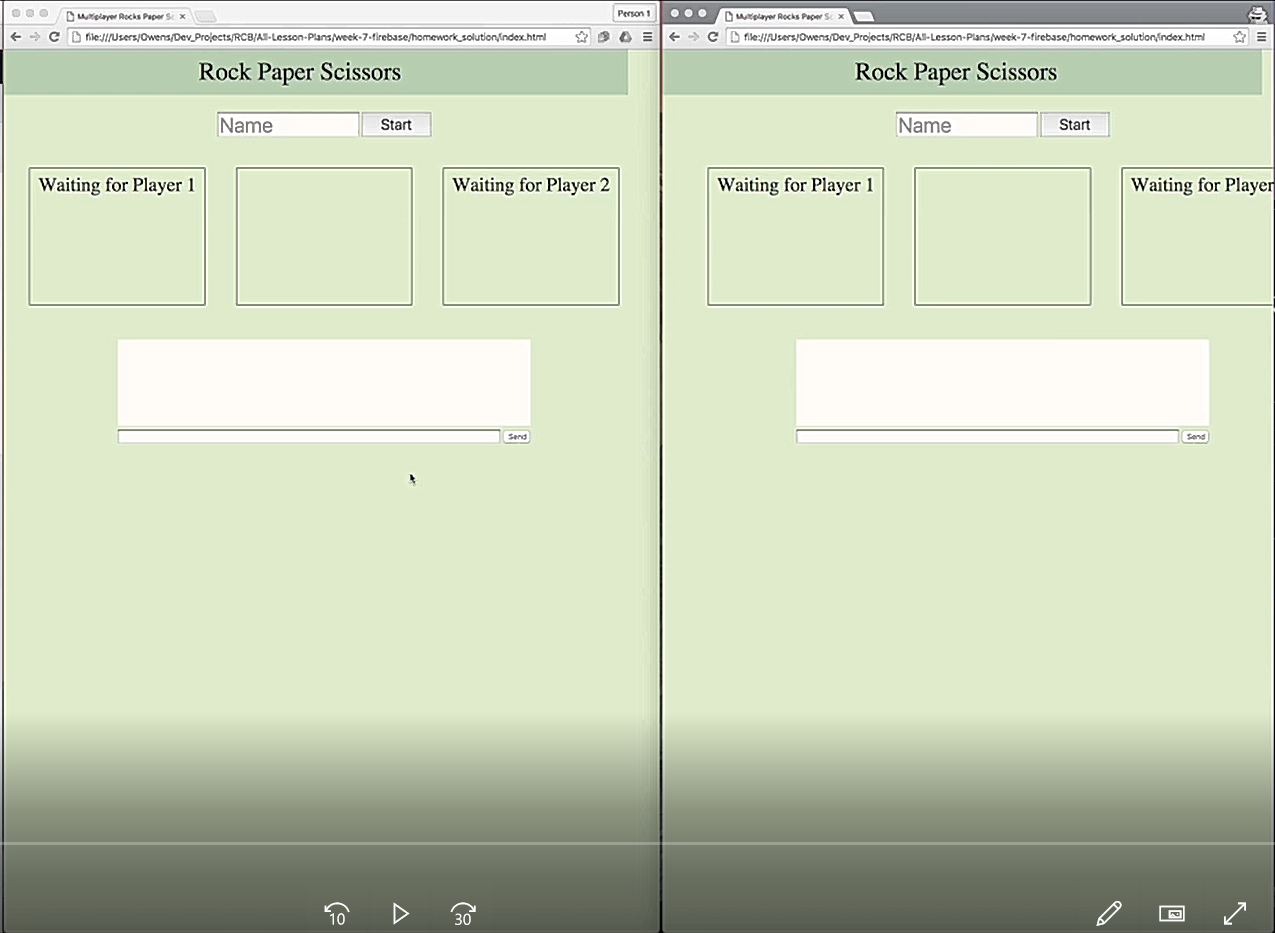 Multiplayer Rocks Paper Sc
Person 1
file:///Users/Owens/Dev_Projects/RCB/All-Lesson-Plans/week-7-firebase/homework_solution/index.html
Rock Paper Scissors
Name
Start
Waiting for Player 1
Waiting for Player 2
Send
Multiplayer Rocks Paper Sc
file:///Users/Owens/Dev_Projects/RCB/All-Lesson-Plans/week-7-firebase/homework_solution/index.html
Rock Paper Scissors
Name
Start
Waiting for Player 1
Waiting for Player
Send
10
30